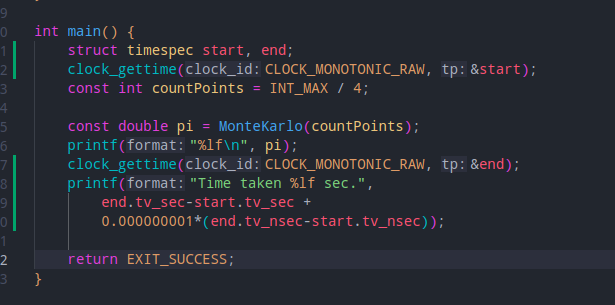 9
0 int main() {
1 struct timespec start, end;
2 clock_gettime(clock_id: CLOCK_MONOTONIC_RAW, tp: &start);
3 const int countPoints = INT_MAX / 4;
4
5 const double pi = MonteKarlo(countPoints);
6 printf(format: "%lf\n", pi);
7 clock_gettime(clock_id: CLOCK_MONOTONIC_RAW, tp: &end);
8 printf(format: "Time taken %lf sec.",
9 end.tv_sec-start.tv_sec +
0 0.000000001*(end.tv_nsec-start.tv_nsec));
1
2 return EXIT_SUCCESS;
3 }